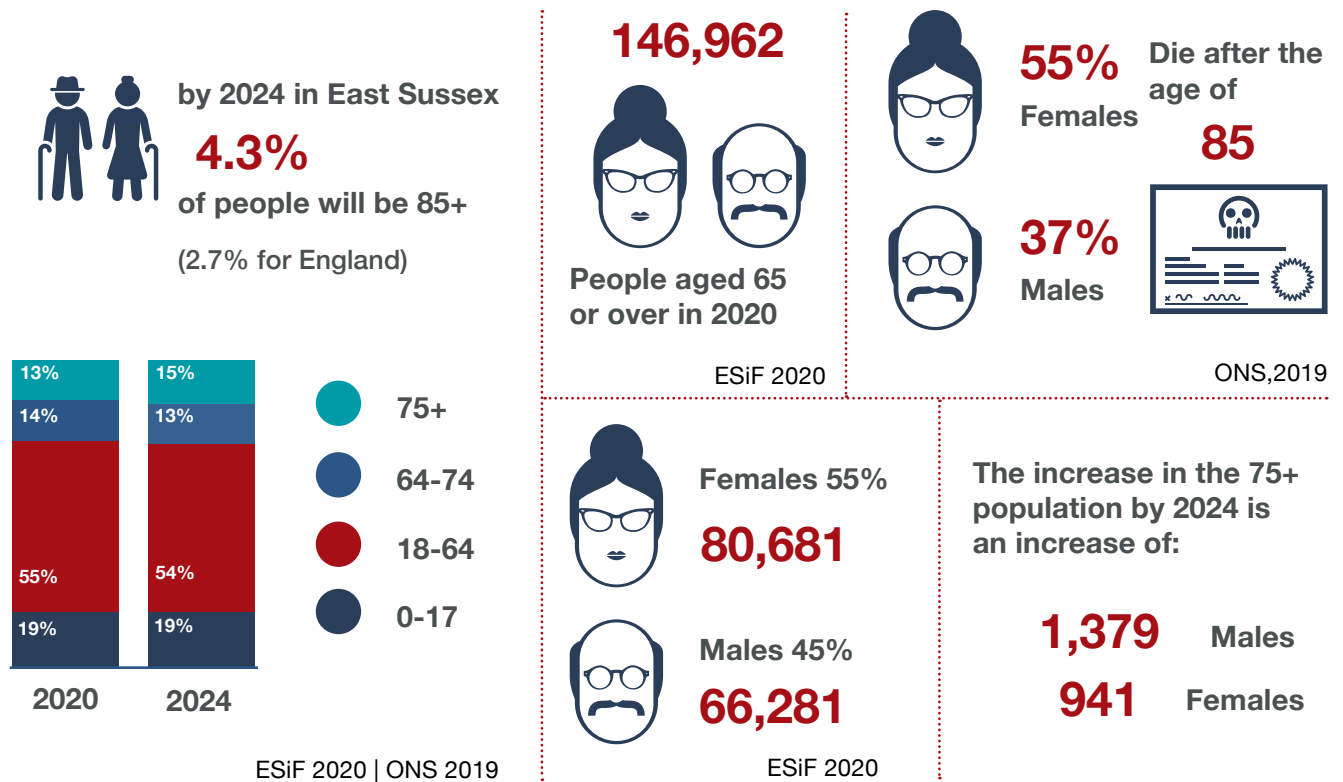 by 2024 in East Sussex
4.3%
of people will be 85+
(2.7% for England)
13%
14%
55%
19%
15%
13%
54%
19%
2020
2024
75+
64-74
18-64
0-17
ESiF 2020 | ONS 2019
146,962
People aged 65
or over in 2020
ESiF 2020
55%
Females
37%
Males
Die after the
age of
85
ONS,2019
Females 55%
80,681
Males 45%
66,281
ESiF 2020
The increase in the 75+
population by 2024 is
an increase of:
1,379 Males
941 Females